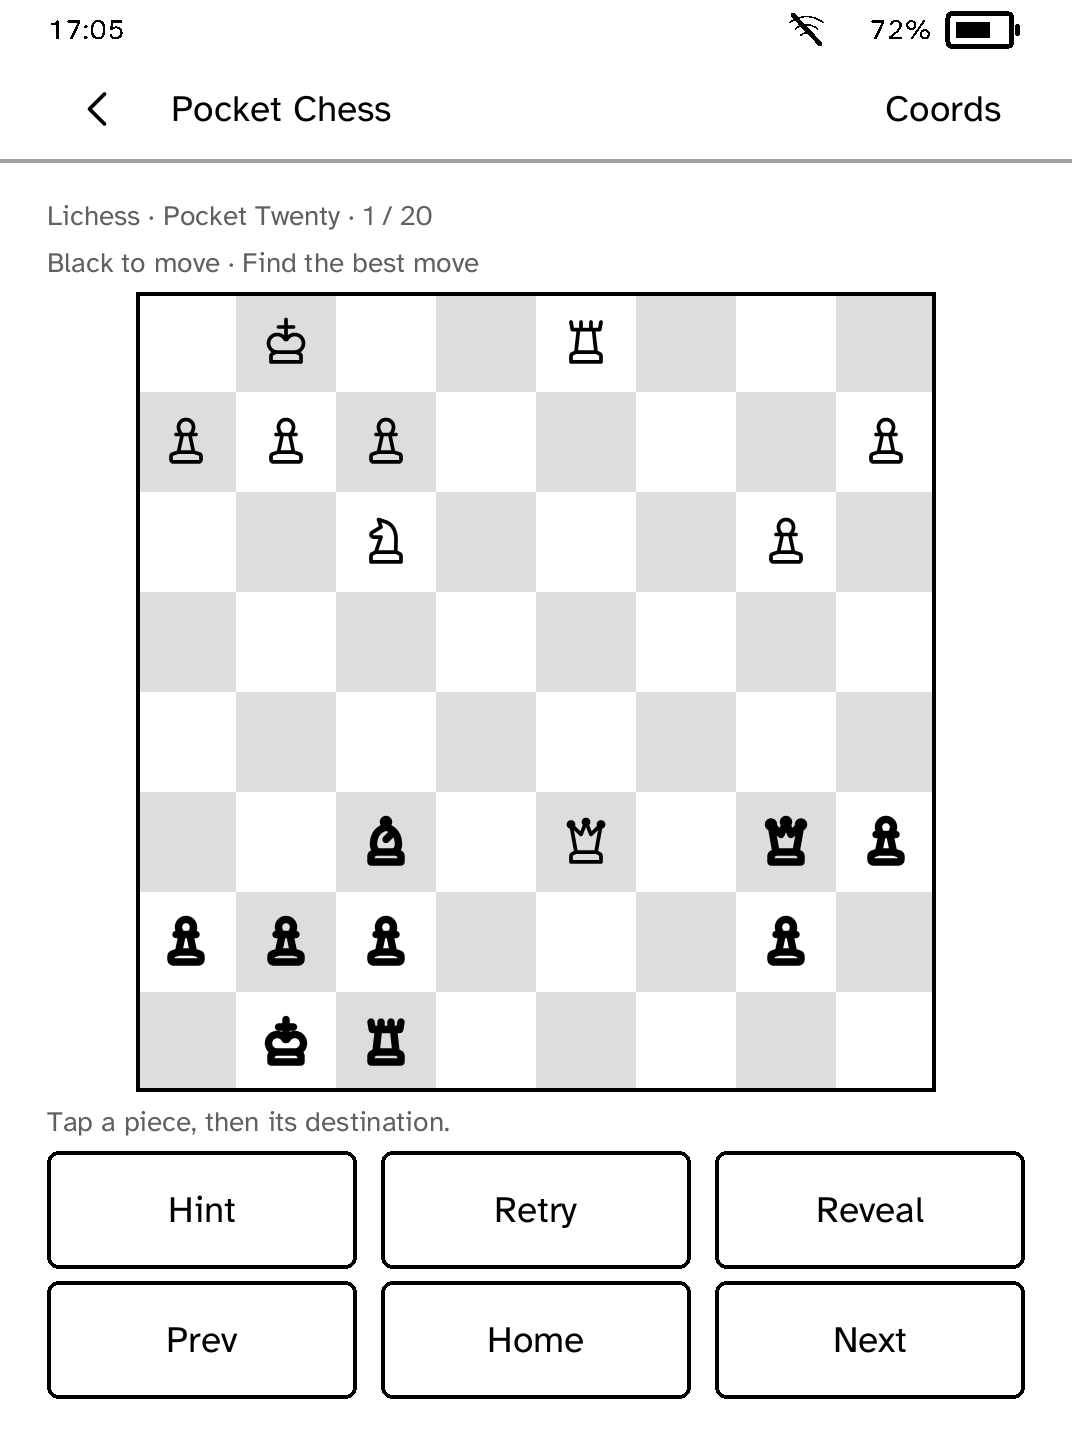 17:05
72%
Pocket Chess
Coords
Lichess · Pocket Twenty · 1 / 20
Black to move · Find the best move
Tap a piece, then its destination.
Hint
Retry
Reveal
Prev
Home
Next